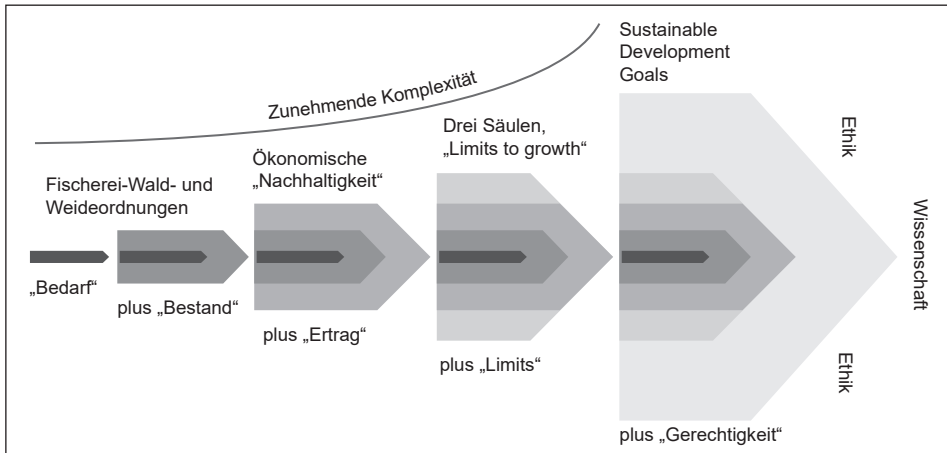 Sustainable
Development
Goals
Zunehmende Komplexität
Drei Säulen,
„Limits to growth“
Ökonomische
„Nachhaltigkeit“
Fischerei-Wald- und
Weideordnungen
„Bedarf“
plus „Bestand“
plus „Ertrag“
plus „Limits“
plus „Gerechtigkeit“
Ethik
Ethik
Wissenschaft